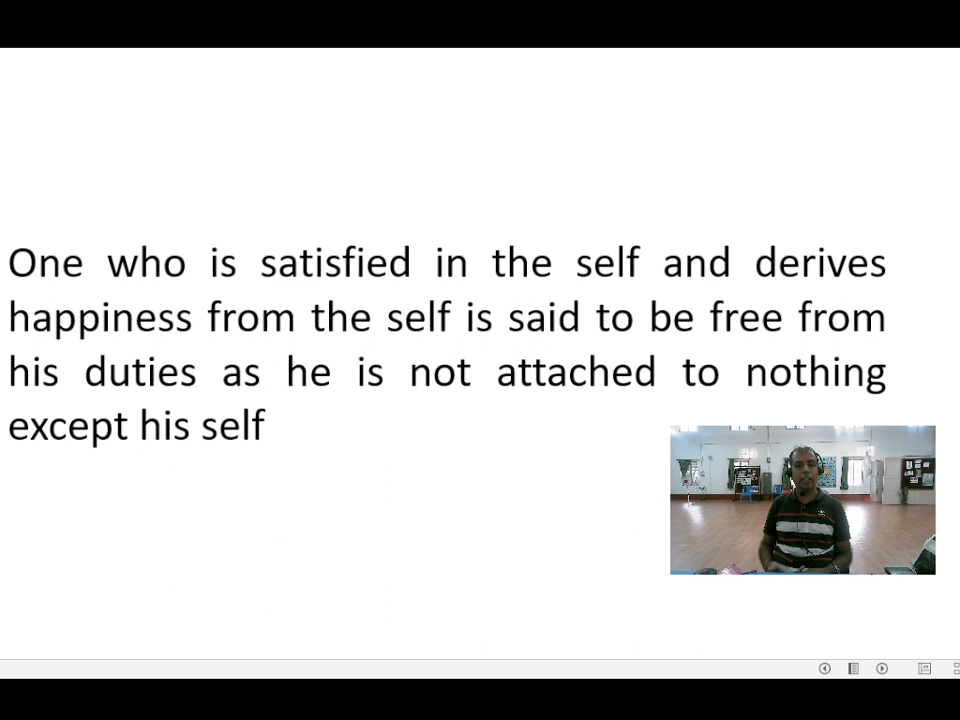 One who is satisfied in the self and derives
happiness from the self is said to be free from
his duties as he is not attached to nothing
except his self